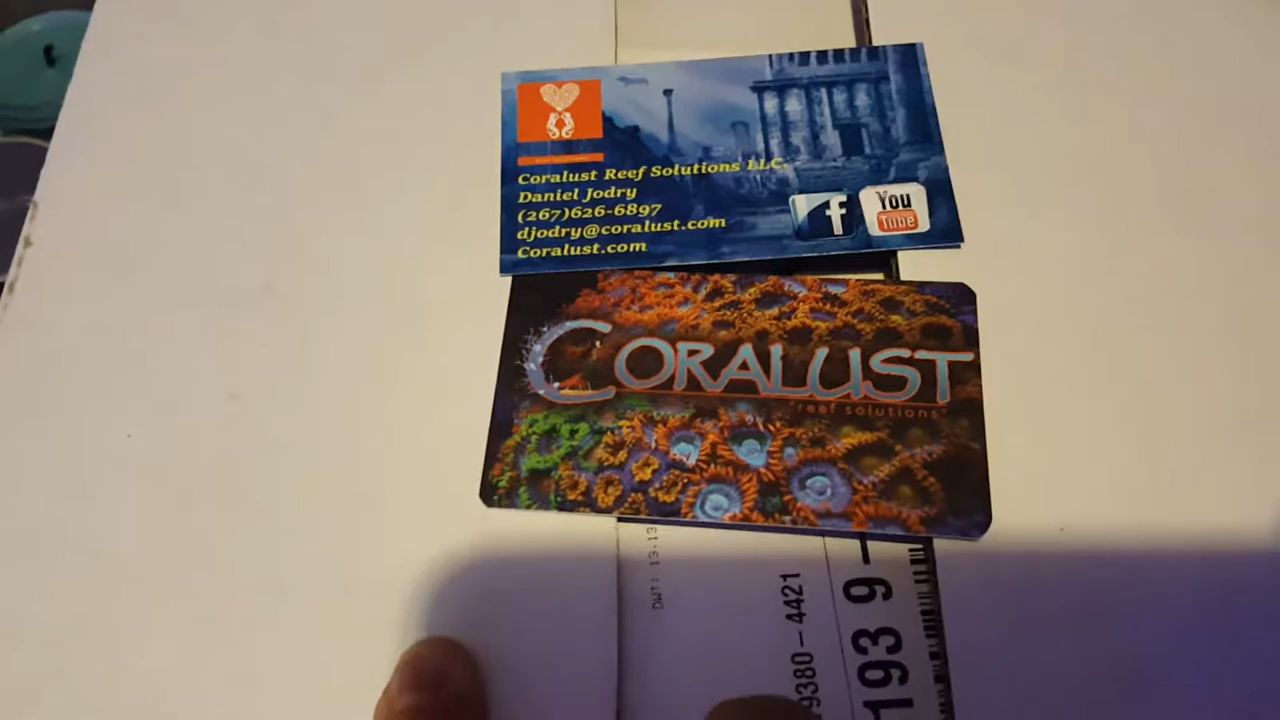 Coralust Reef Solutions LLC.
Daniel Jodry
(267)626-6897
djodry@coralust.com
Coralust.com
f
You
Tube
CORALUST
"reef solutions"
DWT: 13,13
9380-4421
193 9-